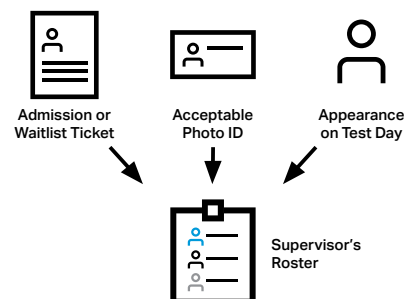 Admission or
Waitlist Ticket
Acceptable
Photo ID
Appearance
on Test Day
Supervisor's
Roster